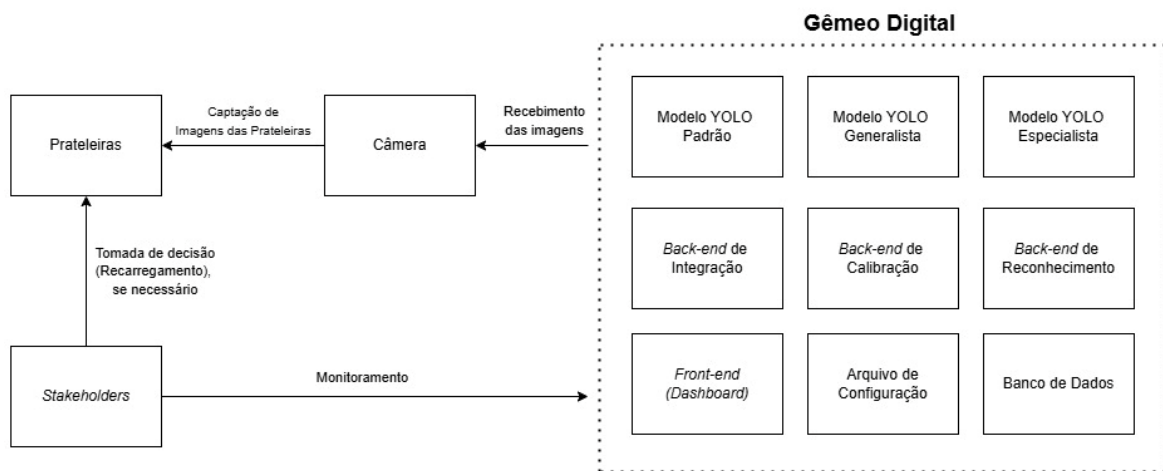 Gêmeo Digital
Prateleiras
Captação de
Imagens das Prateleiras
Câmera
Recebimento
das imagens
Modelo YOLO
Padrão
Modelo YOLO
Generalista
Modelo YOLO
Especialista
Tomada de decisão
(Recarregamento),
se necessário
Back-end de
Integração
Back-end de
Calibração
Back-end de
Reconhecimento
Stakeholders
Monitoramento
Front-end
(Dashboard)
Arquivo de
Configuração
Banco de Dados